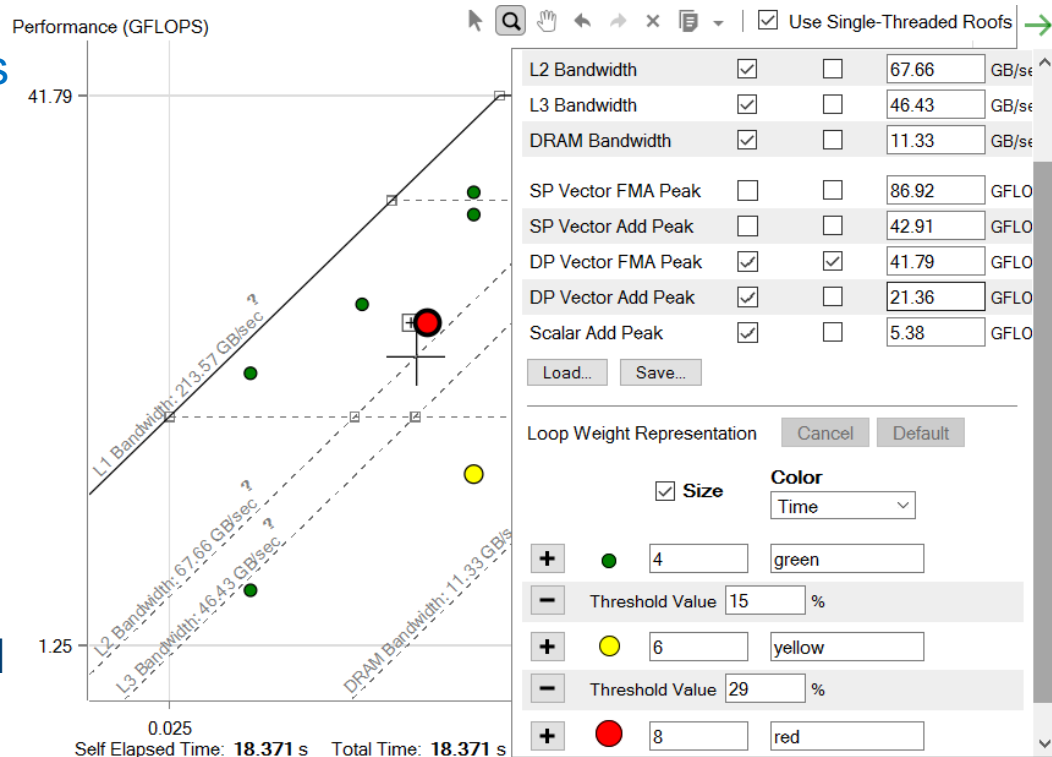 Performance (GFLOPS)
Use Single-Threaded Roofs
s
41.79
L2 Bandwidth 67.66 GB/se
L3 Bandwidth 46.43 GB/se
DRAM Bandwidth 11.33 GB/se
SP Vector FMA Peak 86.92 GFLO
SP Vector Add Peak 42.91 GFLO
DP Vector FMA Peak 41.79 GFLO
DP Vector Add Peak 21.36 GFLO
Scalar Add Peak 5.38 GFLO
Load... Save...
L1 Bandwidth: 213.57 GB/sec ?
L2 Bandwidth: 67.66 GB/sec ?
L3 Bandwidth: 46.43 GB/sec ?
DRAM Bandwidth: 11.33 GB/s
Loop Weight Representation Cancel Default
Size
Color
Time
4 green
Threshold Value 15 %
6 yellow
Threshold Value 29 %
8 red
1.25
0.025
Self Elapsed Time: 18.371 s Total Time: 18.371 s